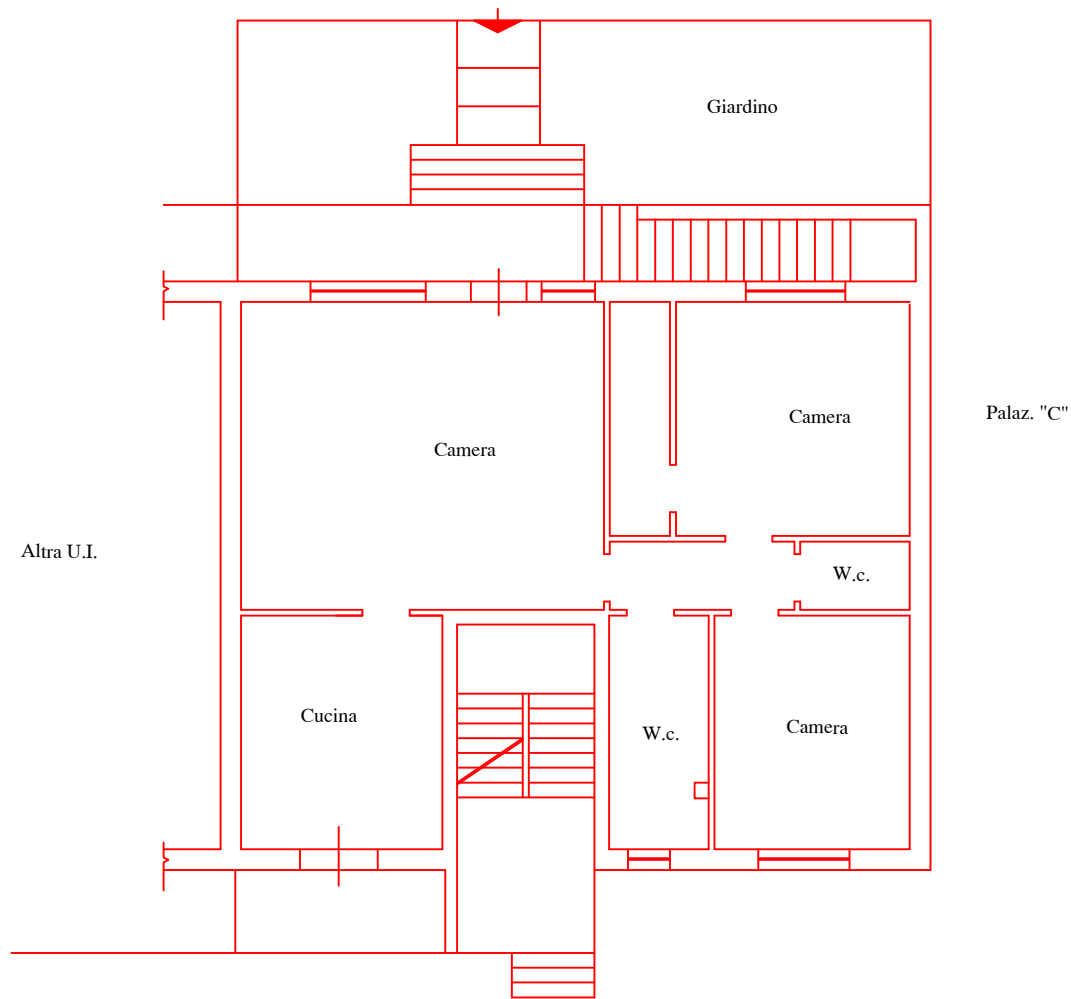 Giardino
Camera
Palaz. "C"
Camera
Altra U.I.
W.c.
Cucina
W.c.
Camera